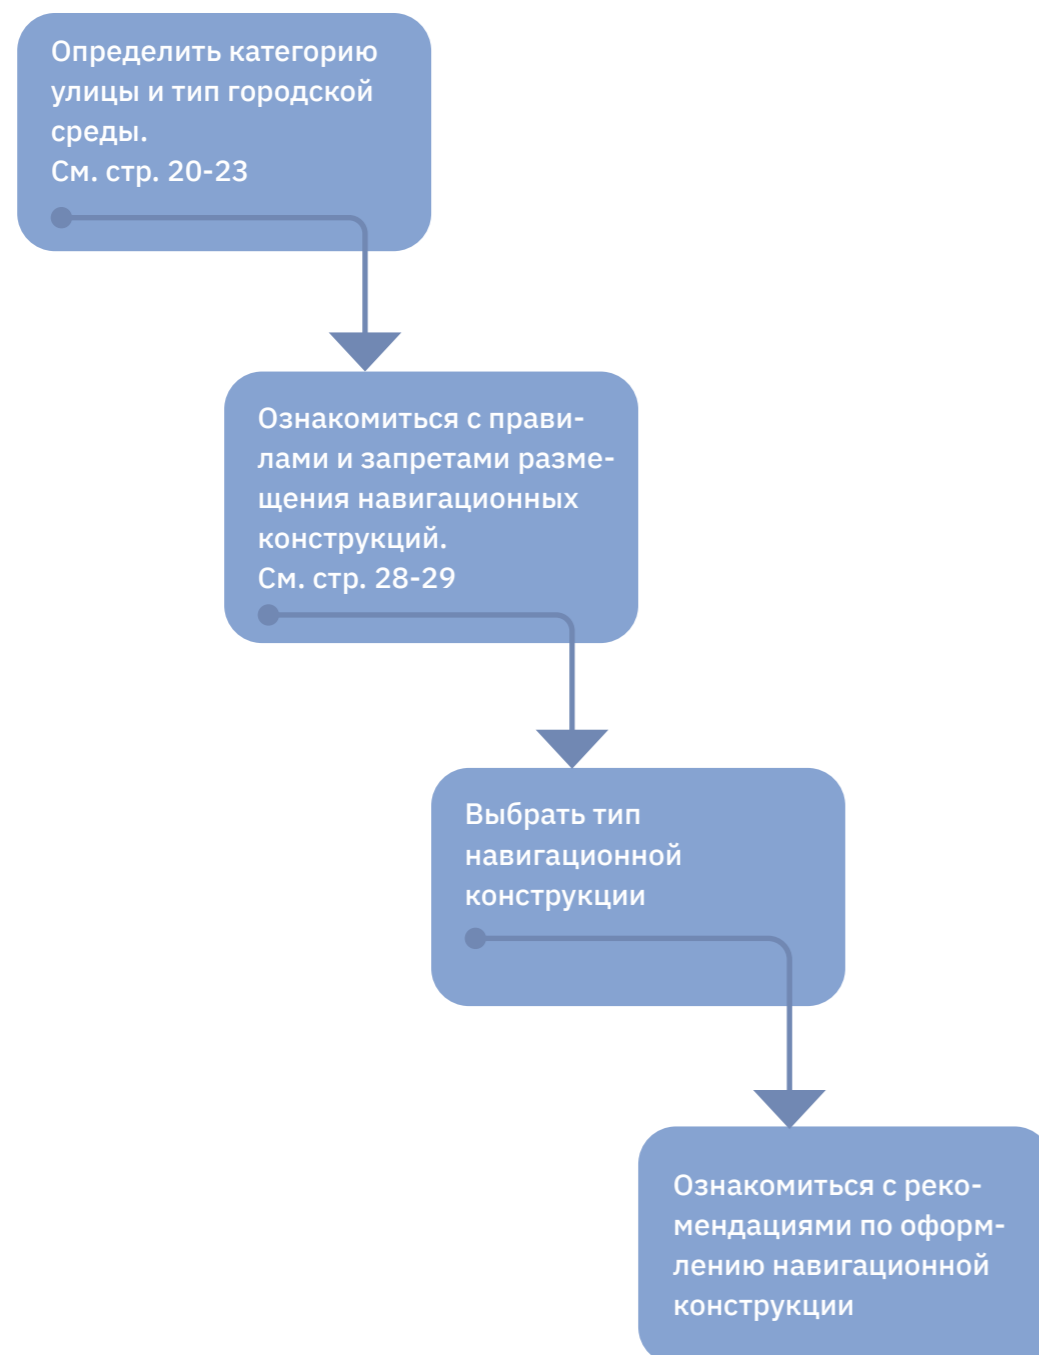 Определить категорию
улицы и тип городской
среды.
См. стр. 20-23
Ознакомиться с прави-
лами и запретами разме-
щения навигационных
конструкций.
См. стр. 28-29
Выбрать тип
навигационной
конструкции
Ознакомиться с реко-
мендациями по оформ-
лению навигационной
конструкции